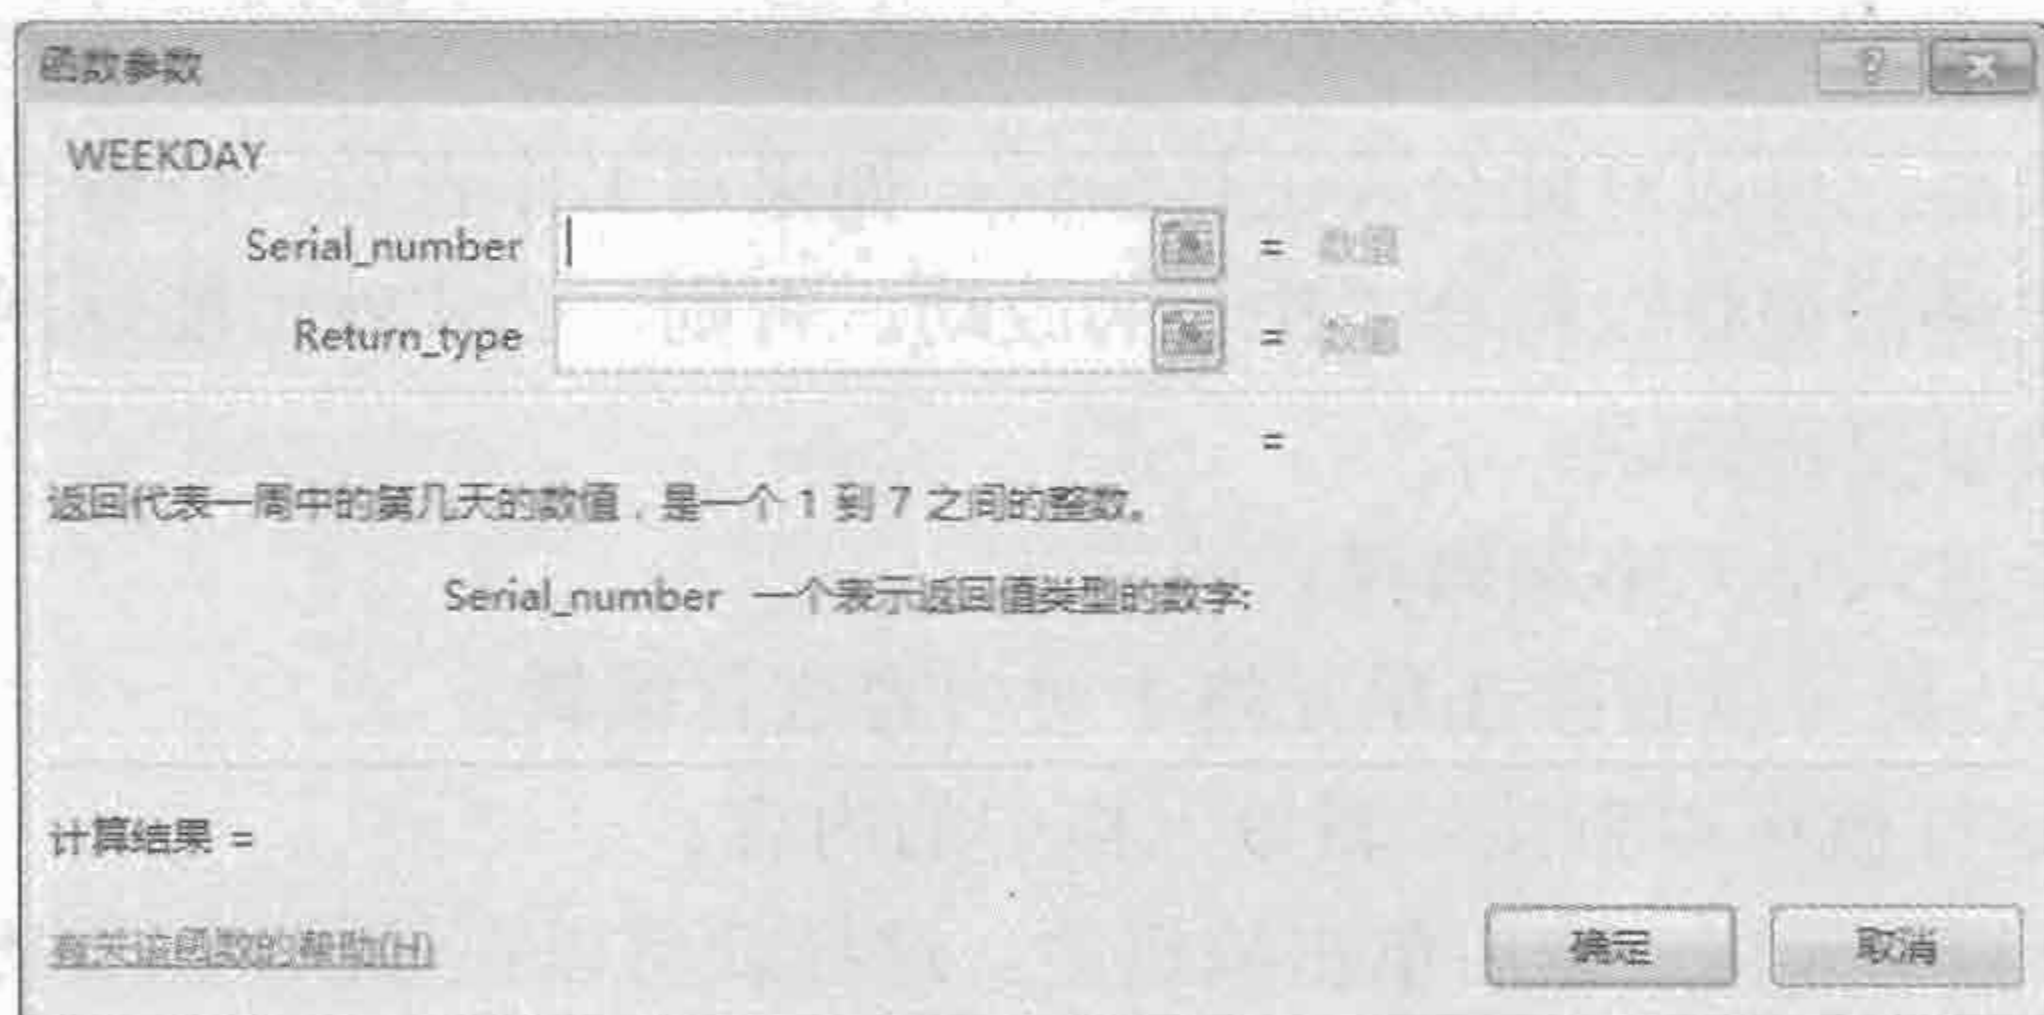 函数参数
WEEKDAY
Serial_number = 数值
Return_type = 数值
=
返回代表一周中的第几天的数值，是一个 1 到 7 之间的整数。
Serial_number 一个表示返回值类型的数字:
计算结果 =
有关该函数的帮助(H)
确定 取消